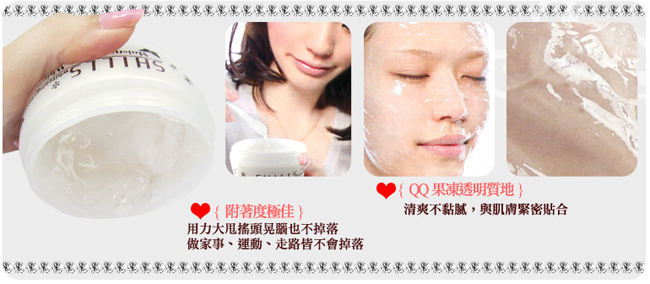 SHILLS
SHALLS
{ 附著度極佳 }
用力大甩搖頭晃腦也不掉落
做家事、運動、走路皆不會掉落
{ QQ 果凍透明質地 }
清爽不黏膩，與肌膚緊密貼合